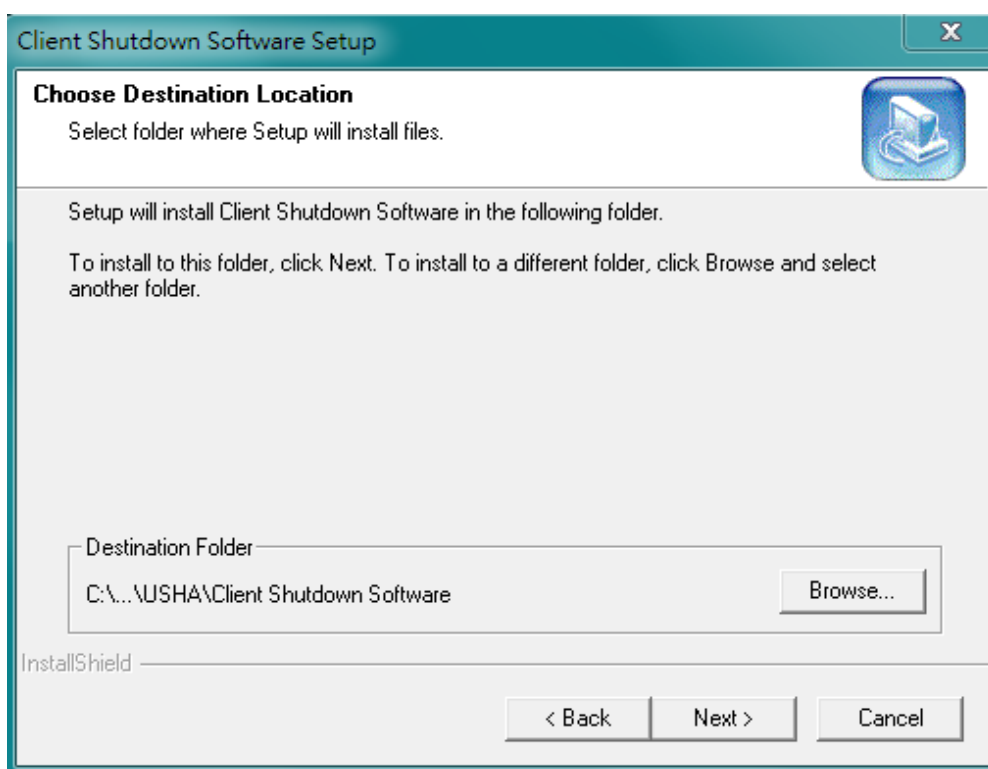 Client Shutdown Software Setup
X
Choose Destination Location
Select folder where Setup will install files.
Setup will install Client Shutdown Software in the following folder.
To install to this folder, click Next. To install to a different folder, click Browse and select
another folder.
Destination Folder
C:\...\USHA\Client Shutdown Software
Browse...
InstallShield
< Back
Next >
Cancel